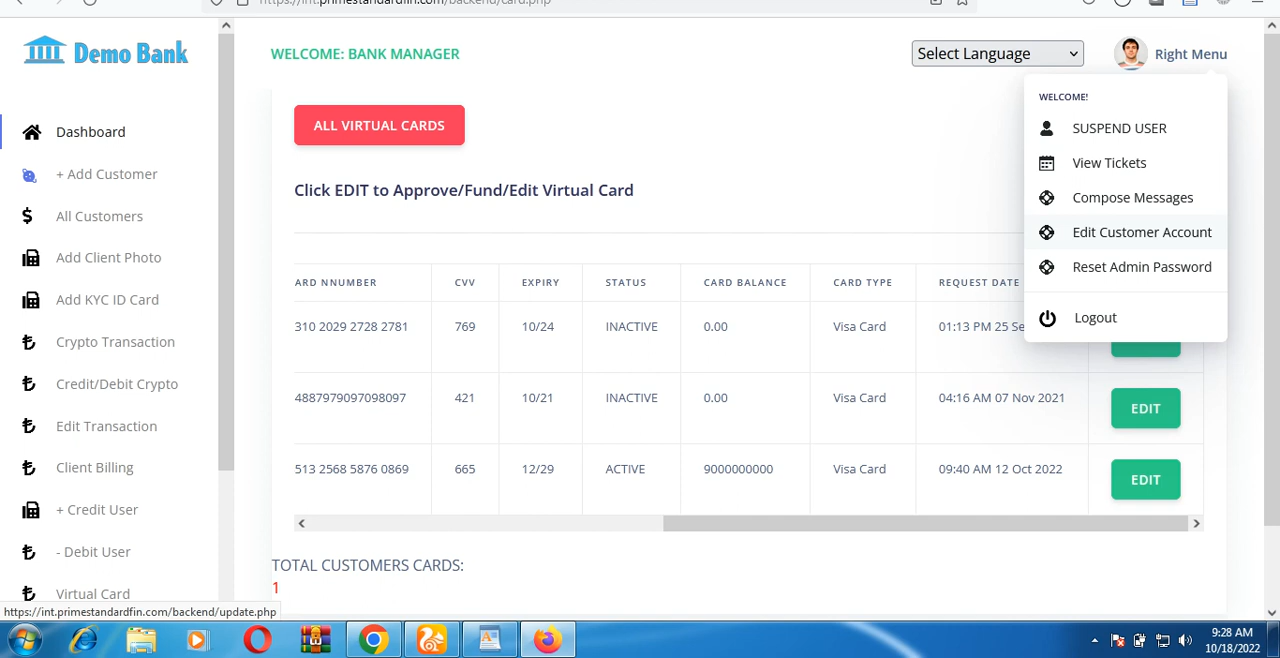 https://int.primestandardfin.com/backend/card.php
Demo Bank
WELCOME: BANK MANAGER
Select Language
Right Menu
WELCOME!
SUSPEND USER
View Tickets
Compose Messages
Edit Customer Account
Reset Admin Password
Logout
Dashboard
+ Add Customer
All Customers
Add Client Photo
Add KYC ID Card
Crypto Transaction
Credit/Debit Crypto
Edit Transaction
Client Billing
+ Credit User
- Debit User
Virtual Card
ALL VIRTUAL CARDS
Click EDIT to Approve/Fund/Edit Virtual Card
ARD NNUMBER CVV EXPIRY STATUS CARD BALANCE CARD TYPE REQUEST DATE
310 2029 2728 2781 769 10/24 INACTIVE 0.00 Visa Card 01:13 PM 25 Se
4887979097098097 421 10/21 INACTIVE 0.00 Visa Card 04:16 AM 07 Nov 2021 EDIT
513 2568 5876 0869 665 12/29 ACTIVE 9000000000 Visa Card 09:40 AM 12 Oct 2022 EDIT
TOTAL CUSTOMERS CARDS:
1
https://int.primestandardfin.com/backend/update.php
9:28 AM
10/18/2022